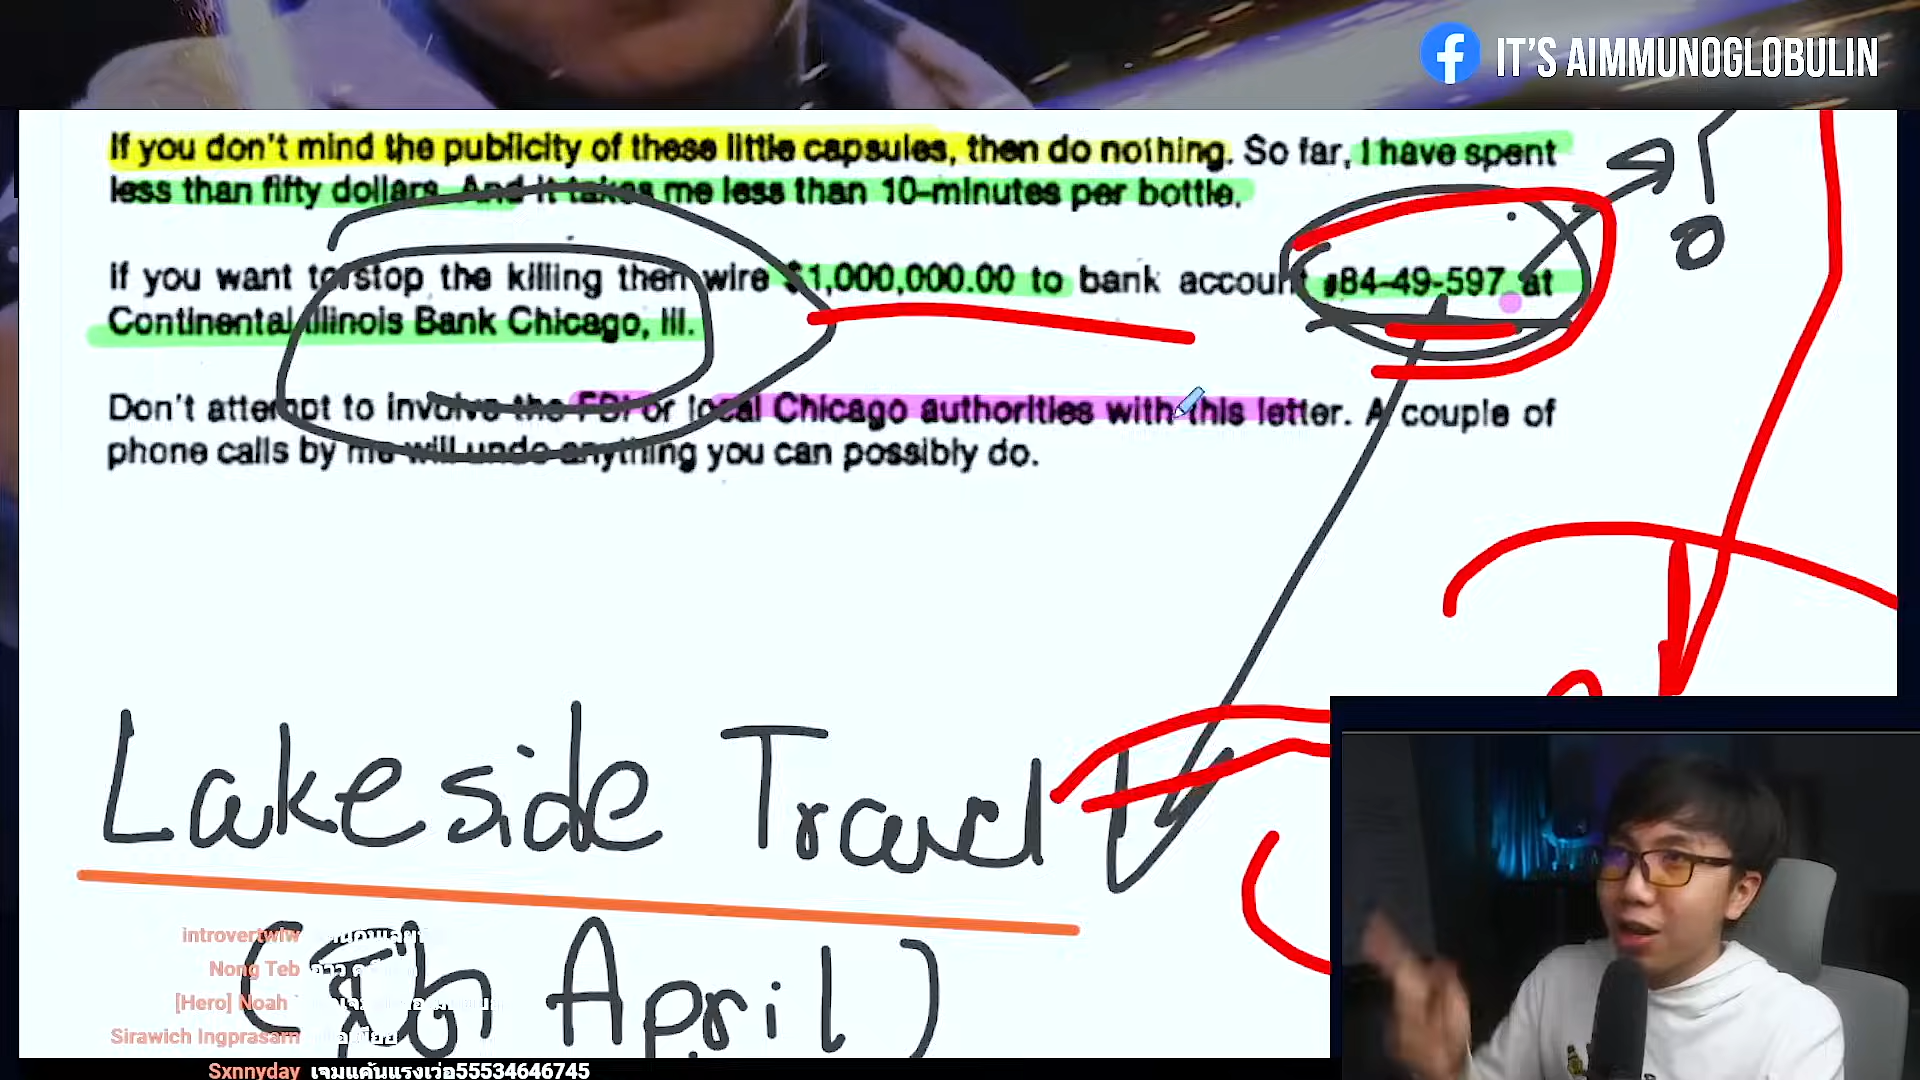 IT'S AIMMUNOGLOBULIN
If you don't mind the publicity of these little capsules, then do nothing. So far, I have spent
less than fifty dollars. And it takes me less than 10-minutes per bottle.
If you want to stop the killing then wire $1,000,000.00 to bank account #84-49-597 at
Continental Illinois Bank Chicago, Ill.
Don't attempt to involve the FBI or local Chicago authorities with this letter. A couple of
phone calls by me will undo anything you can possibly do.
Lakeside Travel
( April )
introvertwlw
Nong Teb
[Hero] Noah
Sirawich Ingprasarn
Sxnnyday เจมแค้นแรงเว่อ55534646745